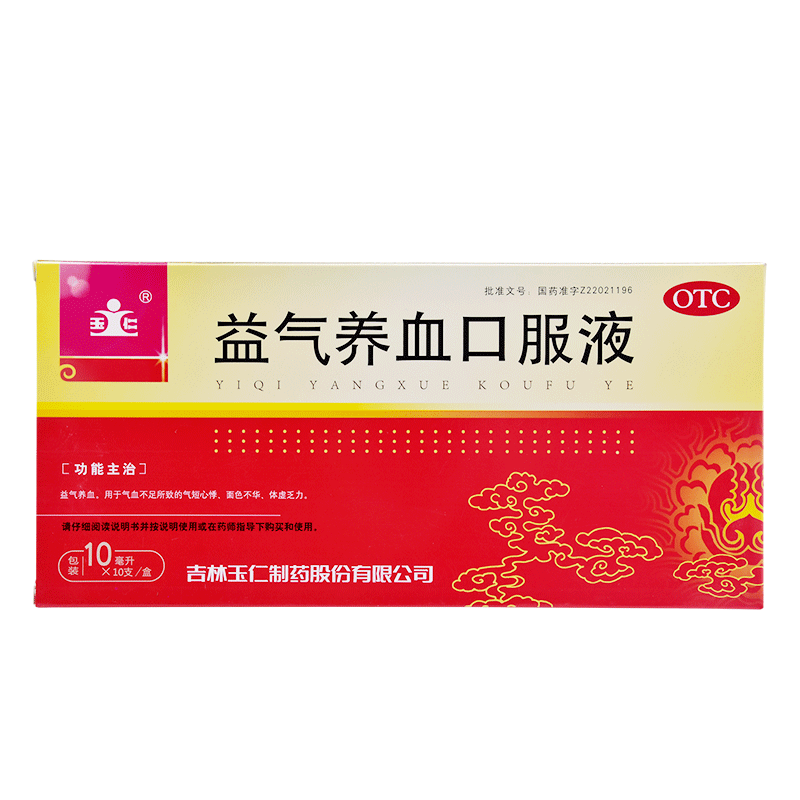 批准文号：国药准字Z22021196
OTC
玉仁®
益气养血口服液
YIQI YANGXUE KOUFU YE
［功能主治］
益气养血。用于气血不足所致的气短心悸、面色不华、体虚乏力。
请仔细阅读说明书并按说明使用或在药师指导下购买和使用。
包装 10毫升×10支/盒
吉林玉仁制药股份有限公司